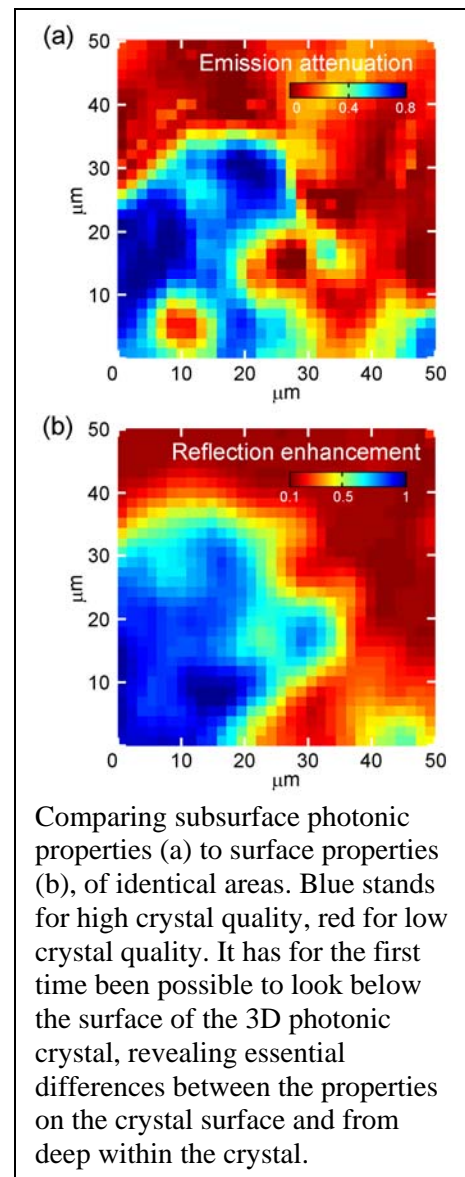 (a)
50
Emission attenuation
0 0.4 0.8
40
30
μm
20
10
0 10 20 30 40 50
μm
(b)
50
Reflection enhancement
0.1 0.5 1
40
30
μm
20
10
0 10 20 30 40 50
μm
Comparing subsurface photonic
properties (a) to surface properties
(b), of identical areas. Blue stands
for high crystal quality, red for low
crystal quality. It has for the first
time been possible to look below
the surface of the 3D photonic
crystal, revealing essential
differences between the properties
on the crystal surface and from
deep within the crystal.